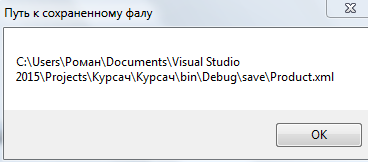 Путь к сохраненному фалу
C:\Users\Роман\Documents\Visual Studio
2015\Projects\Курсач\Курсач\bin\Debug\save\Product.xml
OK